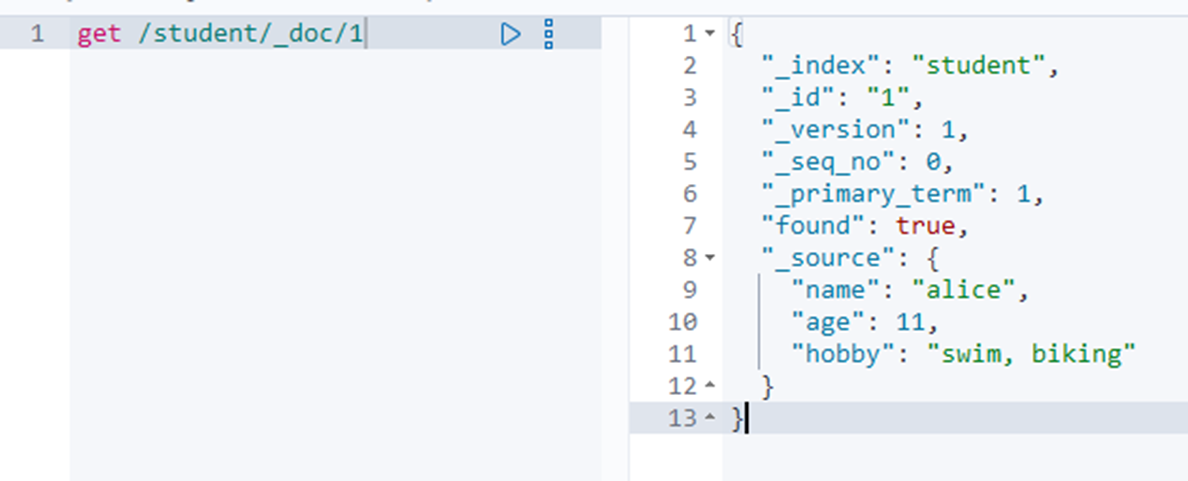 1 get /student/_doc/1
1 {
2 "_index": "student",
3 "_id": "1",
4 "_version": 1,
5 "_seq_no": 0,
6 "_primary_term": 1,
7 "found": true,
8 "_source": {
9 "name": "alice",
10 "age": 11,
11 "hobby": "swim, biking"
12 }
13 }